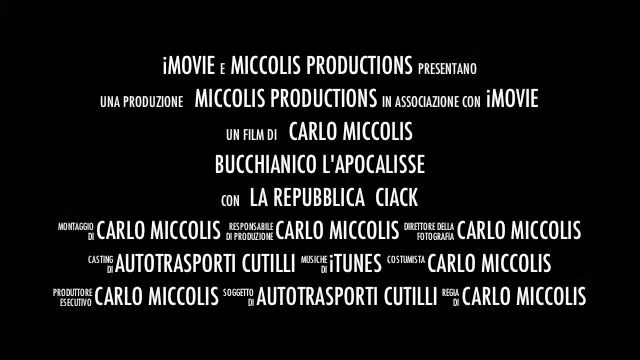 iMOVIE E MICCOLIS PRODUCTIONS PRESENTANO
UNA PRODUZIONE MICCOLIS PRODUCTIONS IN ASSOCIAZIONE CON iMOVIE
UN FILM DI CARLO MICCOLIS
BUCCHIANICO L'APOCALISSE
CON LA REPUBBLICA CIACK
MONTAGGIO DI CARLO MICCOLIS RESPONSABILE DI PRODUZIONE CARLO MICCOLIS DIRETTORE DELLA FOTOGRAFIA CARLO MICCOLIS
CASTING DI AUTOTRASPORTI CUTILLI MUSICHE DI iTUNES COSTUMISTA CARLO MICCOLIS
PRODUTTORE ESECUTIVO CARLO MICCOLIS SOGGETTO DI AUTOTRASPORTI CUTILLI REGIA DI CARLO MICCOLIS